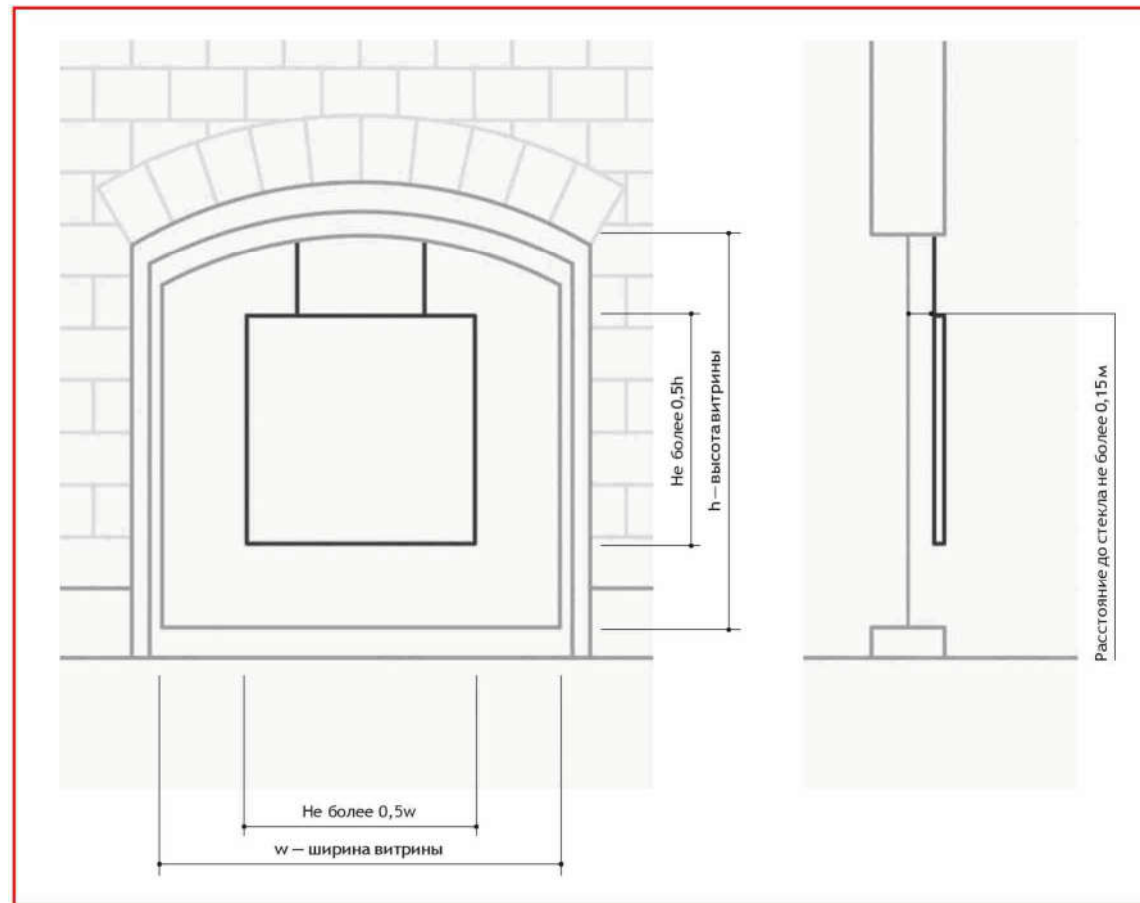 Не более 0,5h
h — высота витрины
Расстояние до стекла не более 0,15 м
Не более 0,5w
w — ширина витрины